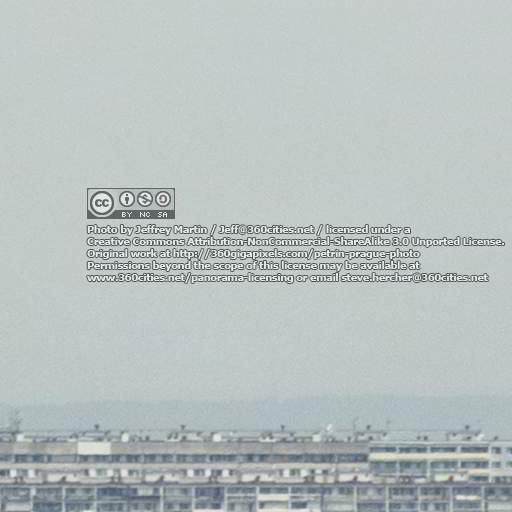 cc
BY NC SA
Photo by Jeffrey Martin / Jeff@360cities.net / licensed under a
Creative Commons Attribution-NonCommercial-ShareAlike 3.0 Unported License.
Original work at http://360gigapixels.com/petrin-prague-photo
Permissions beyond the scope of this license may be available at
www.360cities.net/panorama-licensing or email steve.hercher@360cities.net